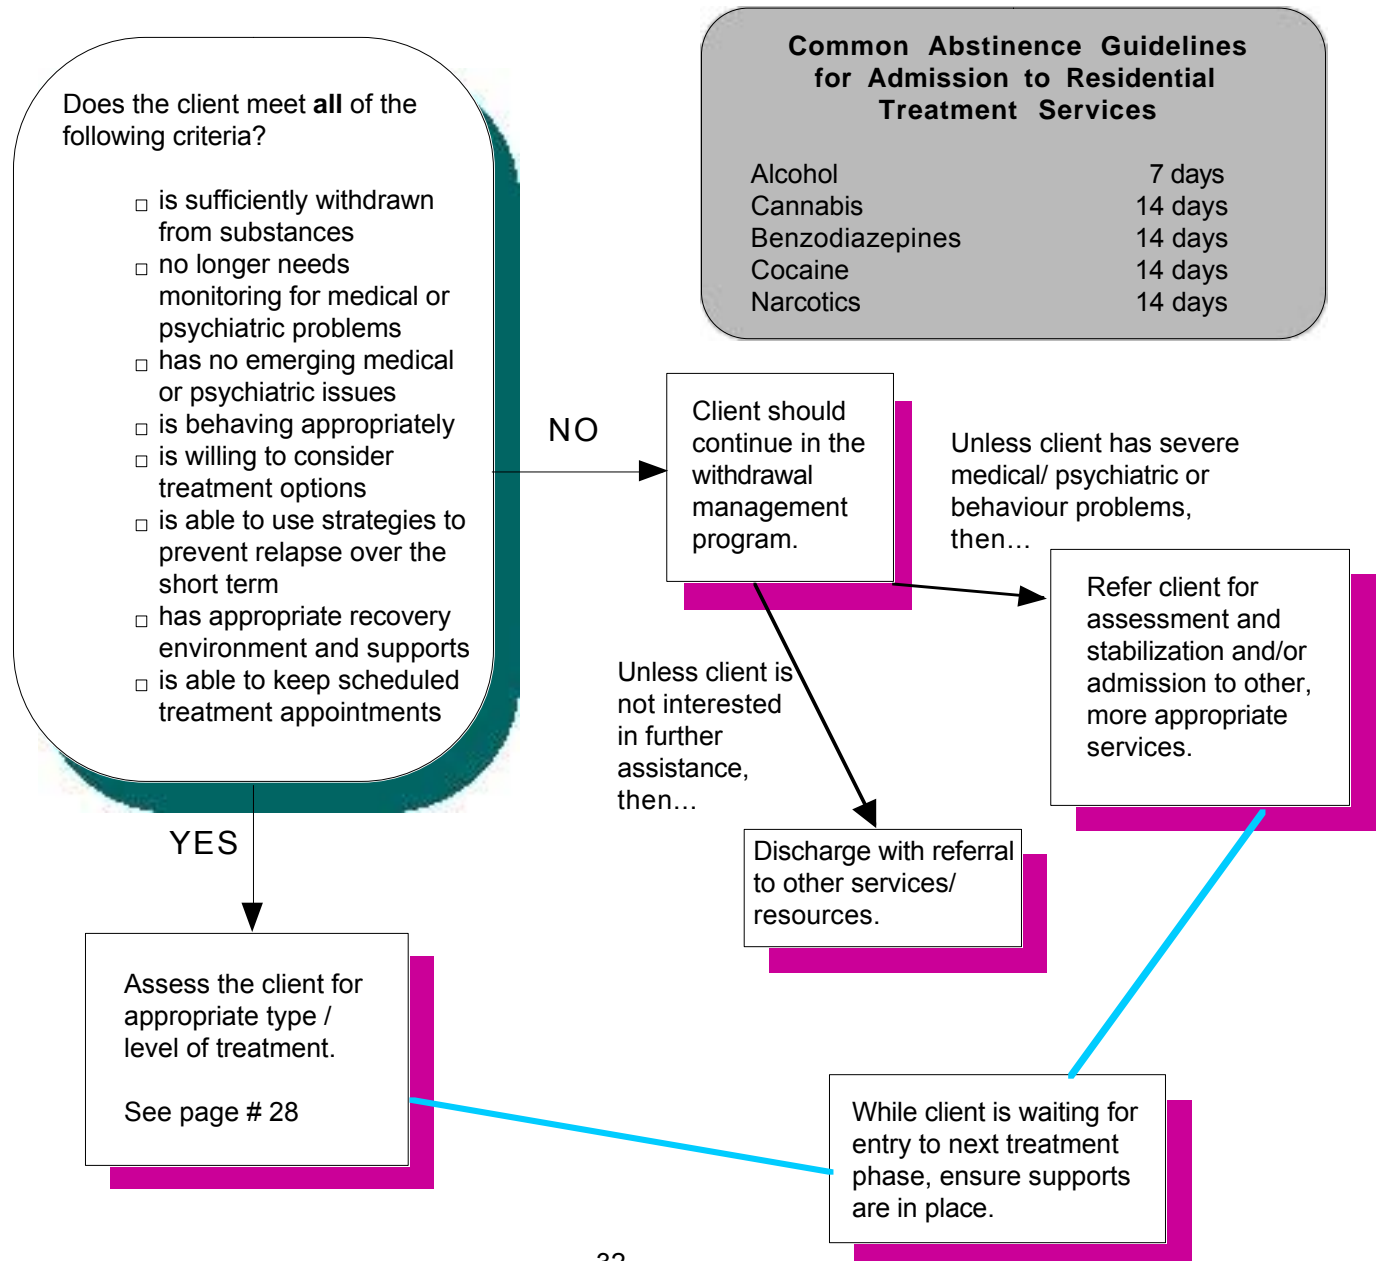 Does the client meet all of the
following criteria?
□ is sufficiently withdrawn
from substances
□ no longer needs
monitoring for medical or
psychiatric problems
□ has no emerging medical
or psychiatric issues
□ is behaving appropriately
□ is willing to consider
treatment options
□ is able to use strategies to
prevent relapse over the
short term
□ has appropriate recovery
environment and supports
□ is able to keep scheduled
treatment appointments
Common Abstinence Guidelines
for Admission to Residential
Treatment Services
Alcohol 7 days
Cannabis 14 days
Benzodiazepines 14 days
Cocaine 14 days
Narcotics 14 days
NO
Client should
continue in the
withdrawal
management
program.
Unless client has severe
medical/ psychiatric or
behaviour problems,
then...
Refer client for
assessment and
stabilization and/or
admission to other,
more appropriate
services.
Unless client is
not interested
in further
assistance,
then...
Discharge with referral
to other services/
resources.
YES
Assess the client for
appropriate type /
level of treatment.
See page # 28
While client is waiting for
entry to next treatment
phase, ensure supports
are in place.
32